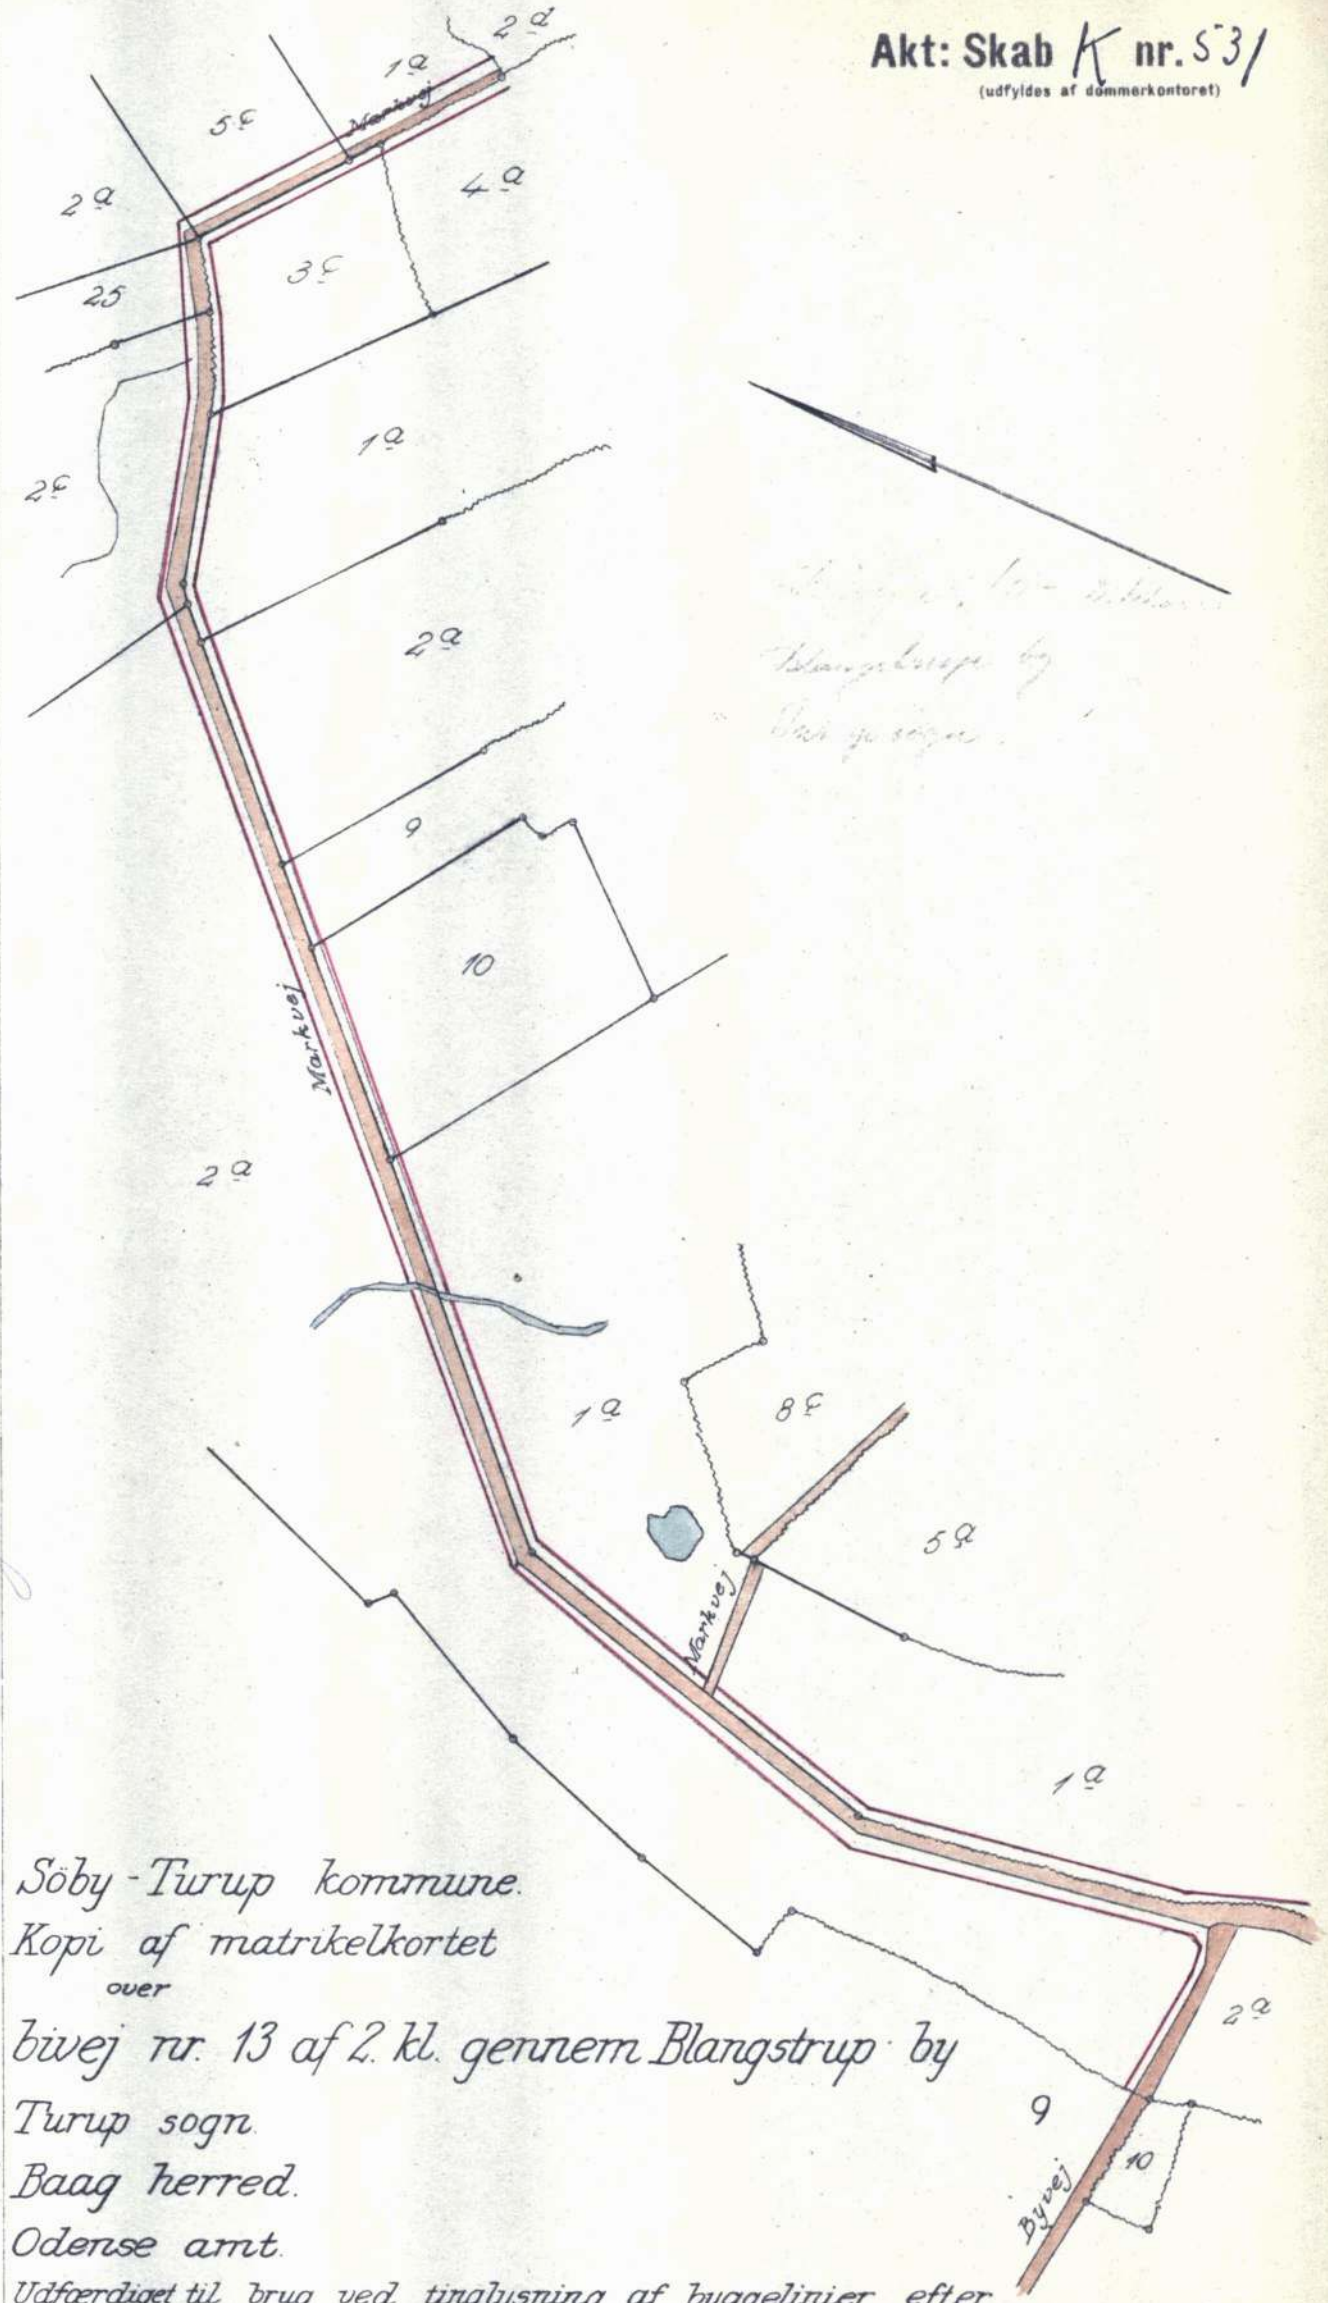 Akt: Skab K nr. 531
(udfyldes af dommerkontoret)
2d
1a
Markvej
5c
4a
2a
3c
25
1a
2c
2a
9
10
Markvej
2a
1a
8c
5a
Markvej
1a
2a
9
10
Byvej
Blangstrup by
Söby - Turup kommune.
Kopi af matrikelkortet
over
bivej nr. 13 af 2. kl. gennem Blangstrup by
Turup sogn.
Baag herred.
Odense amt.
Udfærdiget til brug ved tinglysning af byggelinier efter